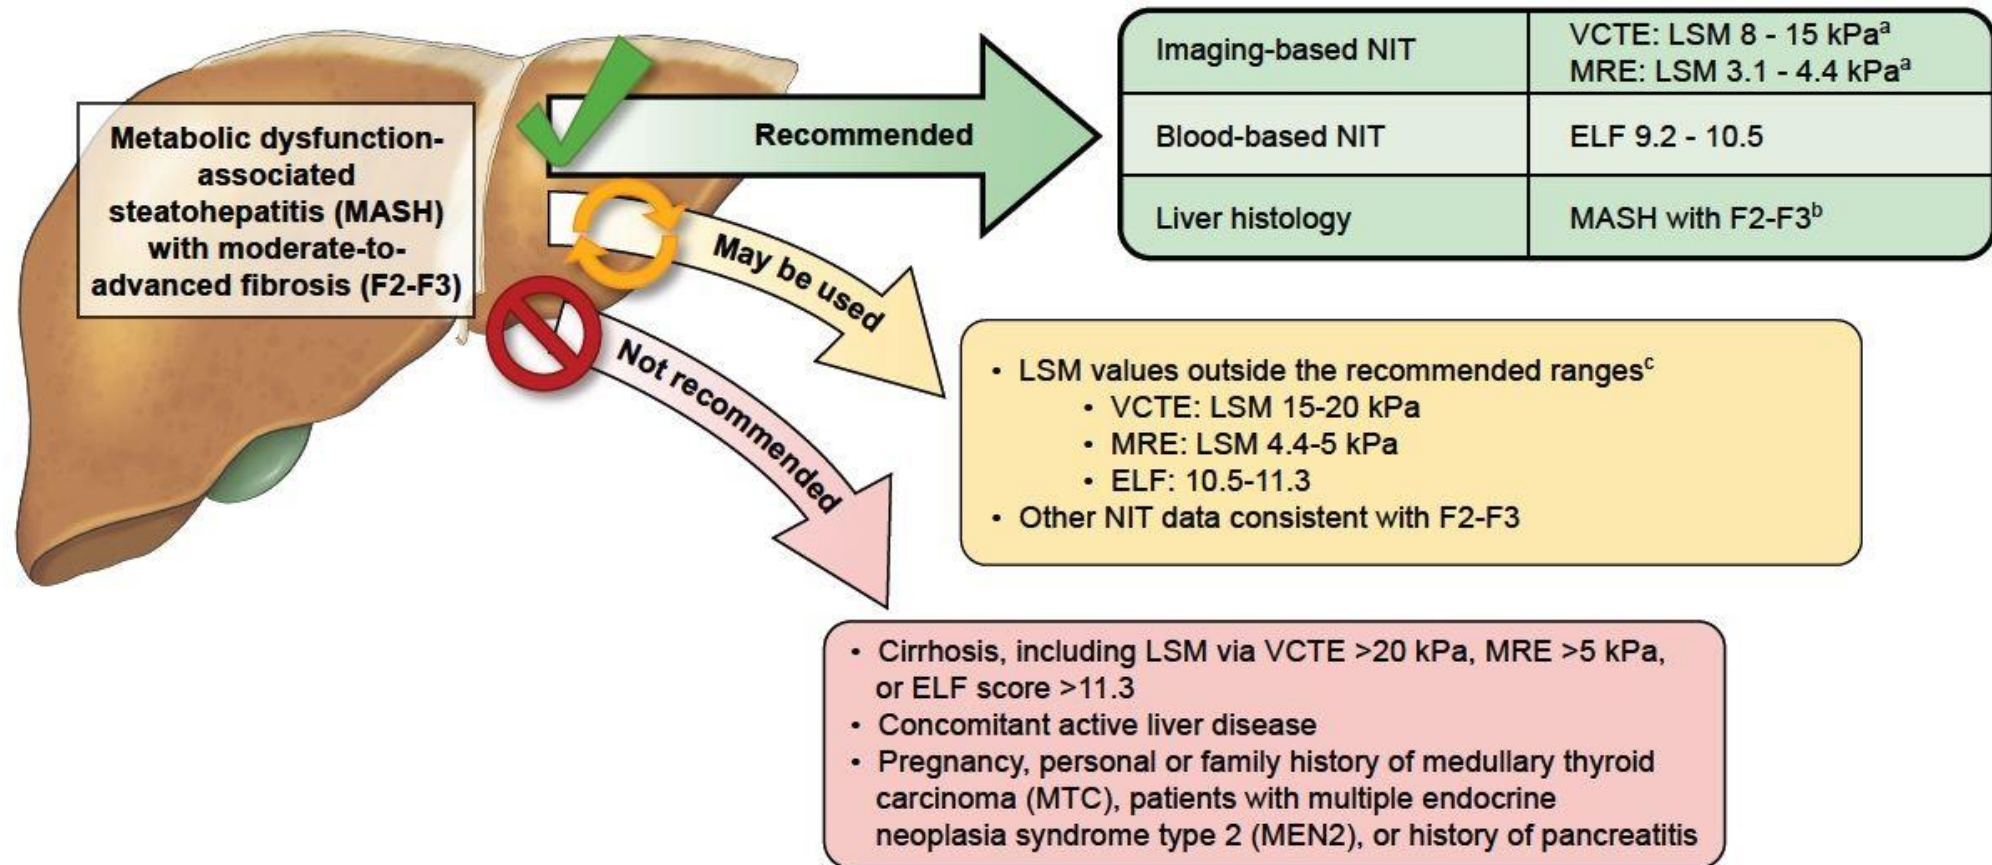 Metabolic dysfunction-
associated
steatohepatitis (MASH)
with moderate-to-
advanced fibrosis (F2-F3)
Recommended
Imaging-based NIT
VCTE: LSM 8 - 15 kPaᵃ
MRE: LSM 3.1 - 4.4 kPaᵃ
Blood-based NIT
ELF 9.2 - 10.5
Liver histology
MASH with F2-F3ᵇ
May be used
• LSM values outside the recommended rangesᶜ
• VCTE: LSM 15-20 kPa
• MRE: LSM 4.4-5 kPa
• ELF: 10.5-11.3
• Other NIT data consistent with F2-F3
Not recommended
• Cirrhosis, including LSM via VCTE >20 kPa, MRE >5 kPa,
or ELF score >11.3
• Concomitant active liver disease
• Pregnancy, personal or family history of medullary thyroid
carcinoma (MTC), patients with multiple endocrine
neoplasia syndrome type 2 (MEN2), or history of pancreatitis